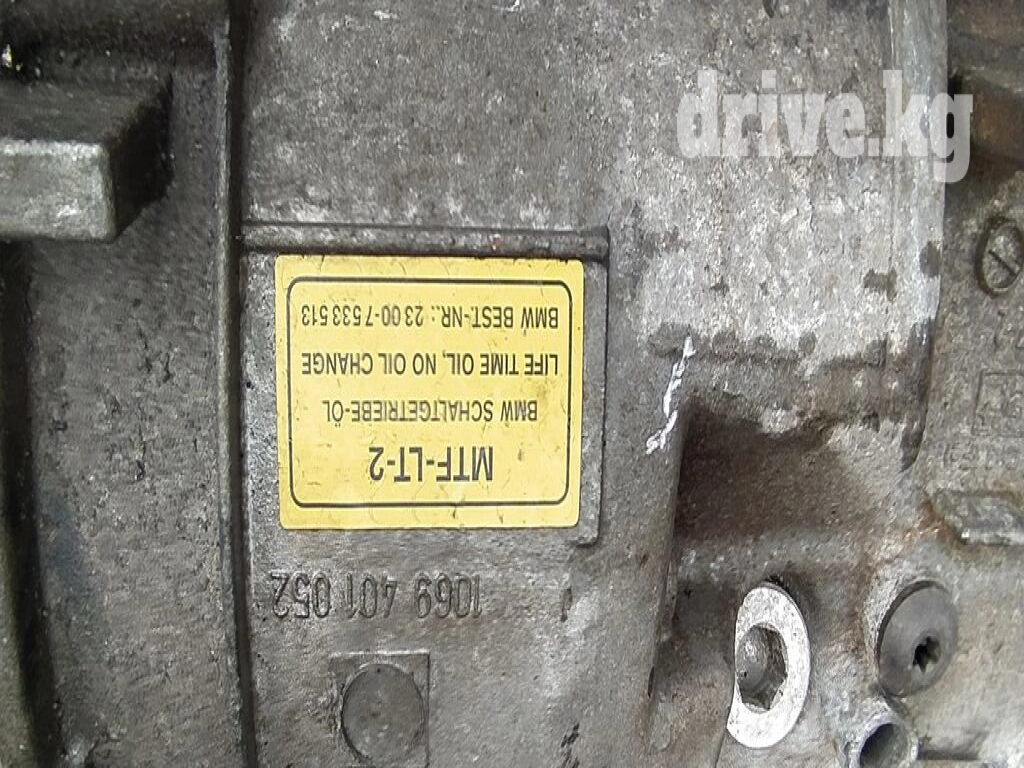 drive.kg
MTF-LT-2
BMW SCHALTGETRIEBE-ÖL
LIFE TIME OIL, NO OIL CHANGE
BMW BEST.-NR.: 23 00-7 533 513
1069 401 052